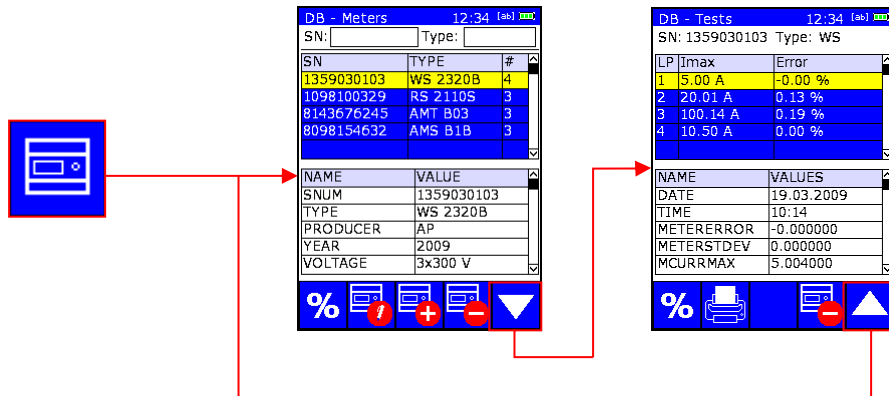 DB - Meters 12:34 [ab]
SN: Type:
SN TYPE #
1359030103 WS 2320B 4
1098100329 RS 2110S 3
8143676245 AMT B03 3
8098154632 AMS B1B 3
NAME VALUE
SNUM 1359030103
TYPE WS 2320B
PRODUCER AP
YEAR 2009
VOLTAGE 3x300 V
%
DB - Tests 12:34 [ab]
SN: 1359030103 Type: WS
LP Imax Error
1 5.00 A -0.00 %
2 20.01 A 0.13 %
3 100.14 A 0.19 %
4 10.50 A 0.00 %
NAME VALUES
DATE 19.03.2009
TIME 10:14
METERERROR -0.000000
METERSTDEV 0.000000
MCURRMAX 5.004000
%